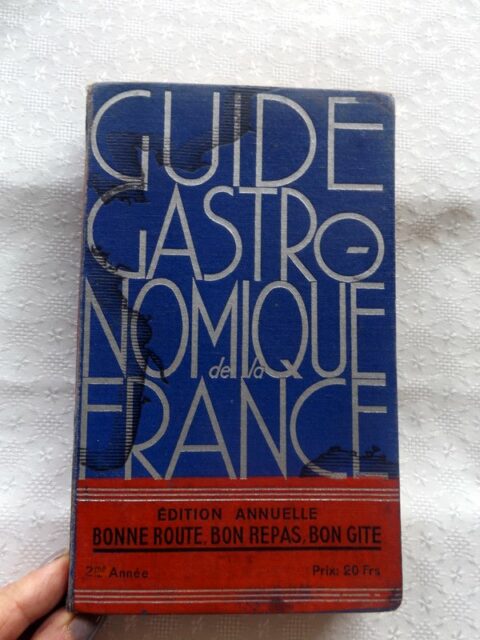 GUIDE
GASTRO-
NOMIQUE
de la
FRANCE
ÉDITION ANNUELLE
BONNE ROUTE, BON REPAS, BON GITE
2me Année Prix: 20 Frs